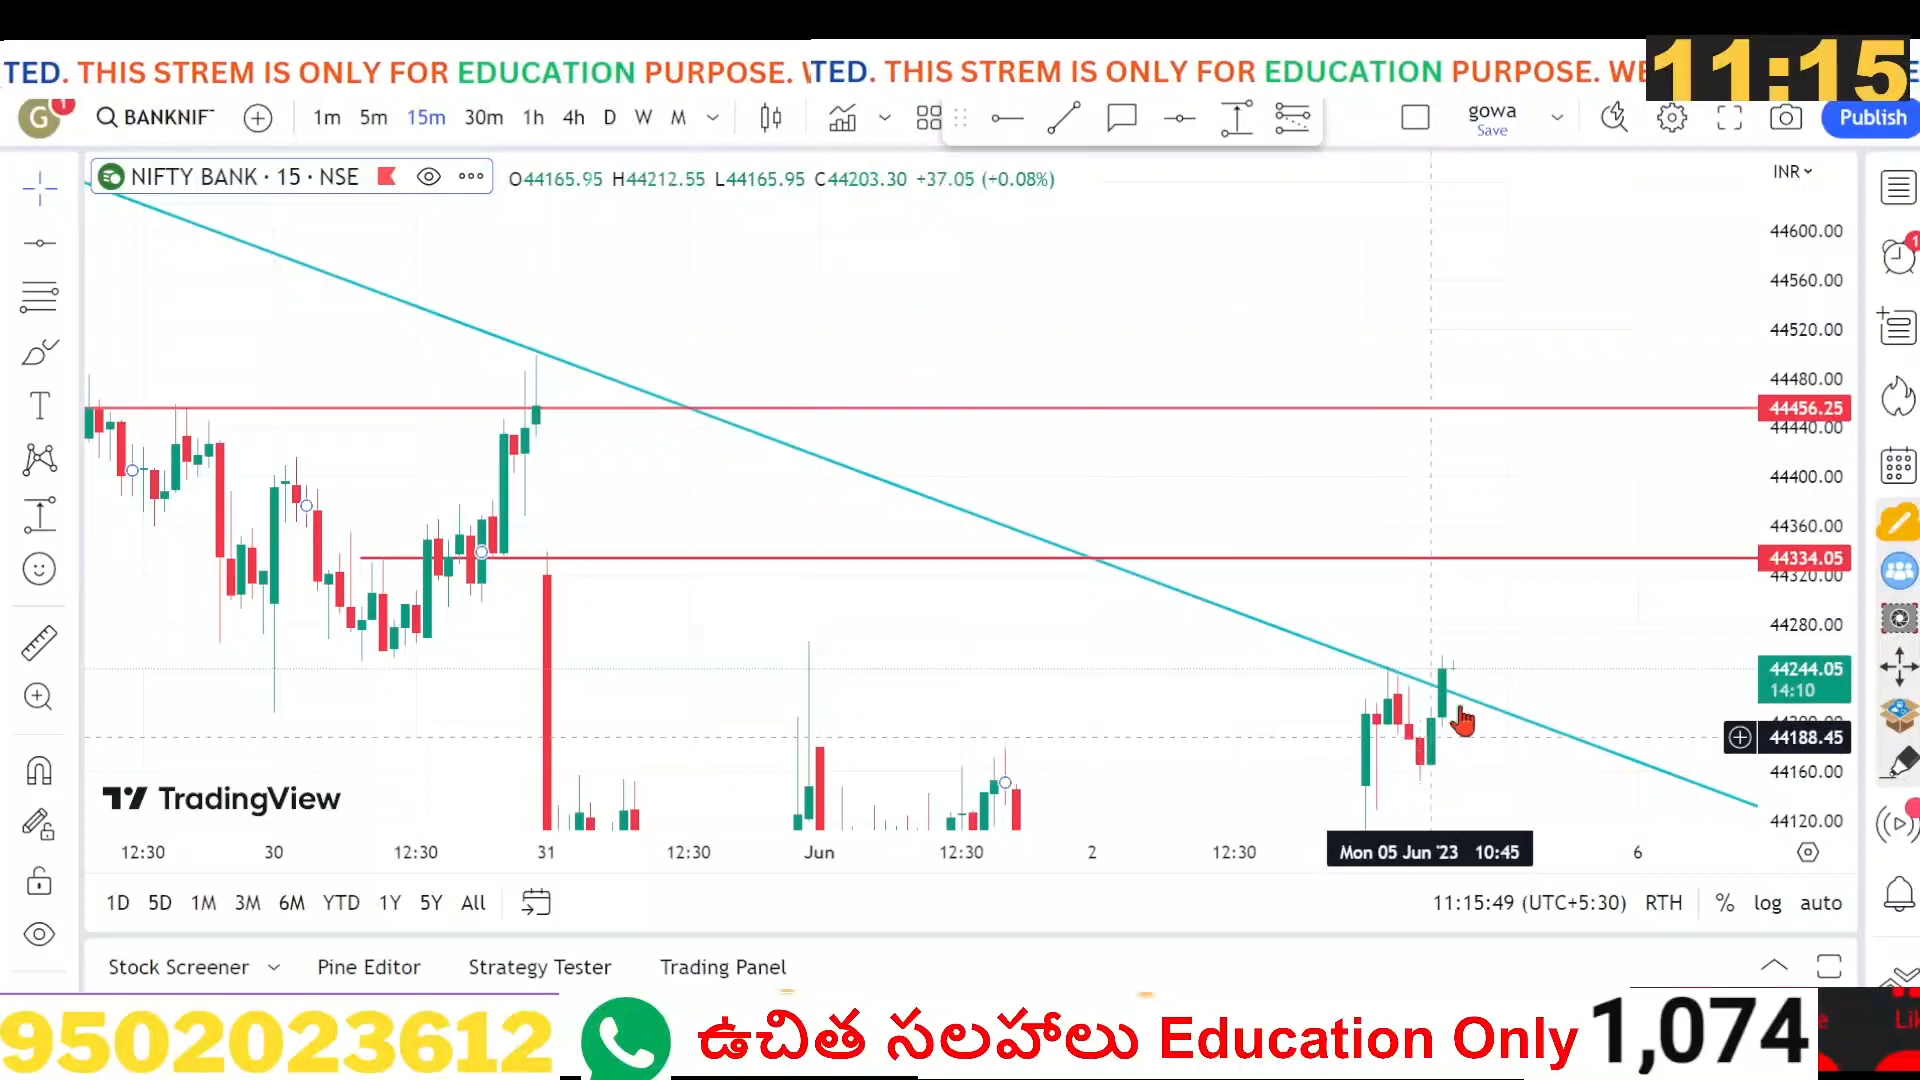 TED. THIS STREM IS ONLY FOR EDUCATION PURPOSE. \TED. THIS STREM IS ONLY FOR EDUCATION PURPOSE. WE
11:15
G 1 BANKNIF 1m 5m 15m 30m 1h 4h D W M gowa Save Publish
NIFTY BANK · 15 · NSE O44165.95 H44212.55 L44165.95 C44203.30 +37.05 (+0.08%)
INR
44600.00
44560.00
44520.00
44480.00
44456.25
44440.00
44400.00
44360.00
44334.05
44320.00
44280.00
44244.05
14:10
44200.00
44188.45
44160.00
44120.00
TradingView
12:30 30 12:30 31 12:30 Jun 12:30 2 12:30 Mon 05 Jun '23 10:45 6
1D 5D 1M 3M 6M YTD 1Y 5Y All 11:15:49 (UTC+5:30) RTH % log auto
Stock Screener Pine Editor Strategy Tester Trading Panel
9502023612 ఉచిత సలహాలు Education Only 1,074 e Lik